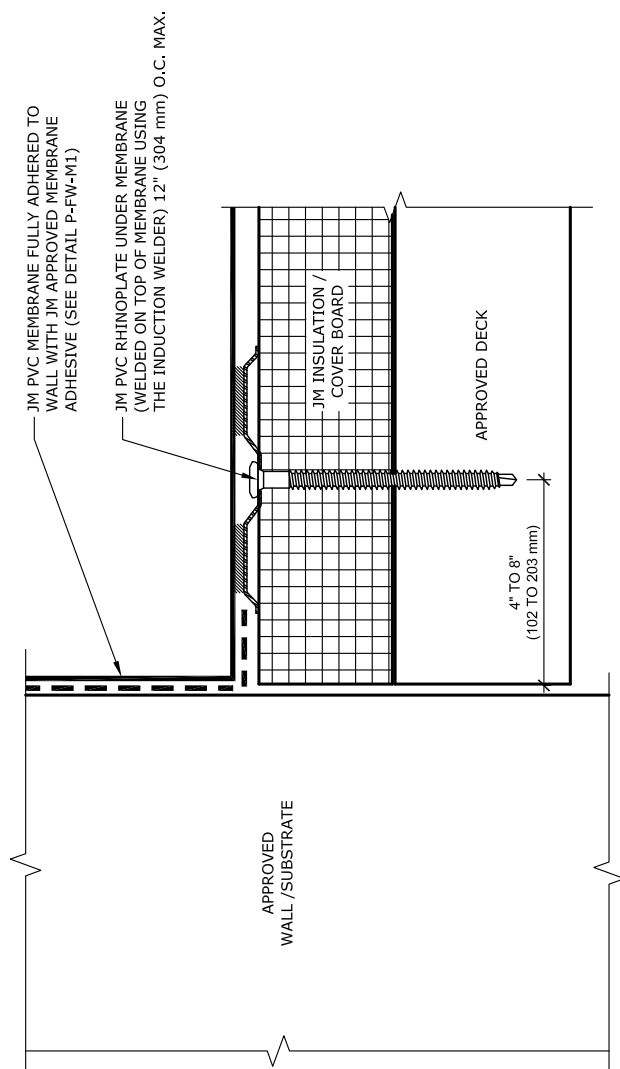 JM PVC MEMBRANE FULLY ADHERED TO
WALL WITH JM APPROVED MEMBRANE
ADHESIVE (SEE DETAIL P-FW-M1)
JM PVC RHINOPLATE UNDER MEMBRANE
(WELDED ON TOP OF MEMBRANE USING
THE INDUCTION WELDER) 12" (304 mm) O.C. MAX.
JM INSULATION /
COVER BOARD
APPROVED DECK
4" TO 8"
(102 TO 203 mm)
APPROVED
WALL /SUBSTRATE